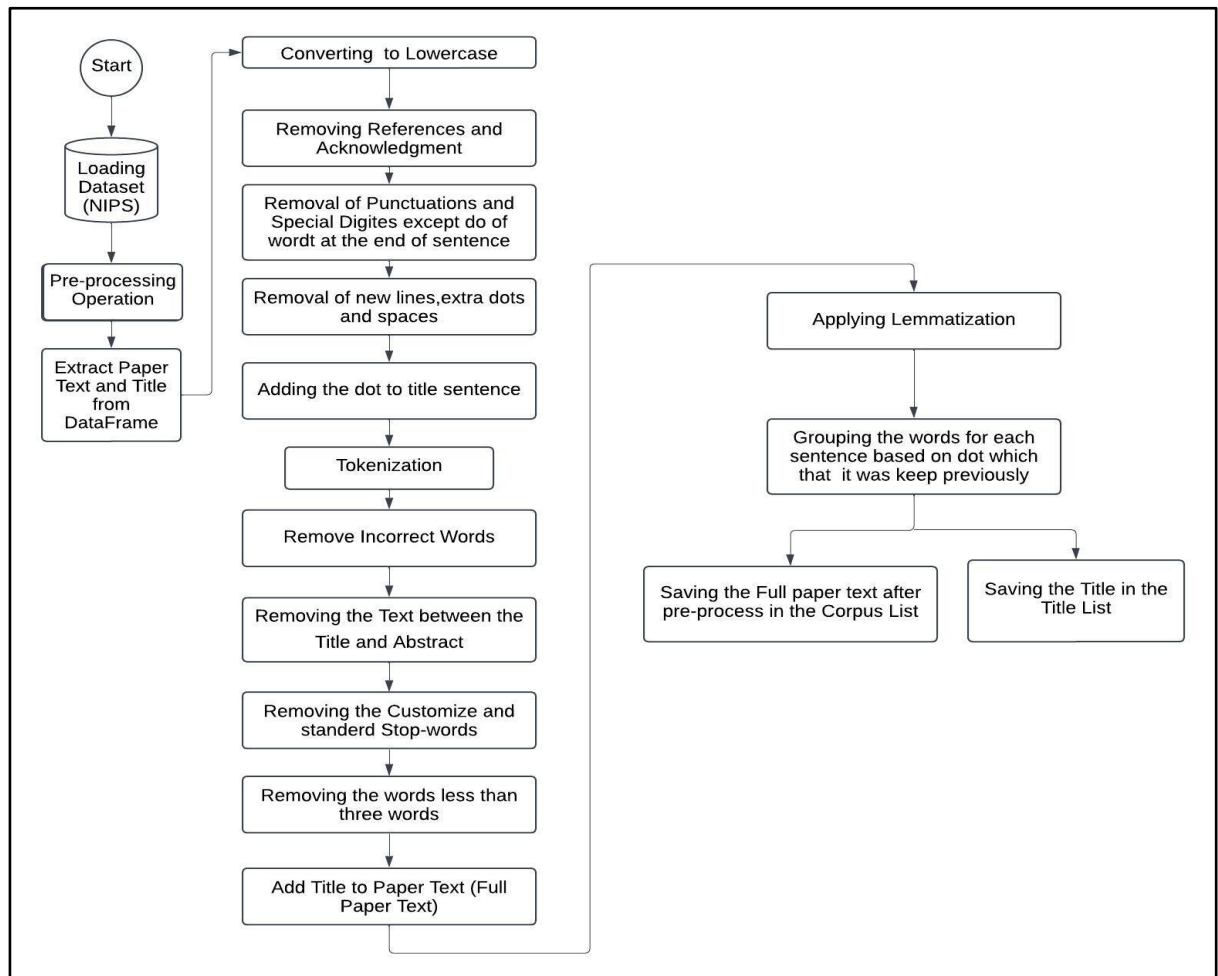 Start
Loading
Dataset
(NIPS)
Pre-processing
Operation
Extract Paper
Text and Title
from
DataFrame
Converting to Lowercase
Removing References and
Acknowledgment
Removal of Punctuations and
Special Digites except do of
wordt at the end of sentence
Removal of new lines,extra dots
and spaces
Adding the dot to title sentence
Tokenization
Remove Incorrect Words
Removing the Text between the
Title and Abstract
Removing the Customize and
standerd Stop-words
Removing the words less than
three words
Add Title to Paper Text (Full
Paper Text)
Applying Lemmatization
Grouping the words for each
sentence based on dot which
that it was keep previously
Saving the Full paper text after
pre-process in the Corpus List
Saving the Title in the
Title List